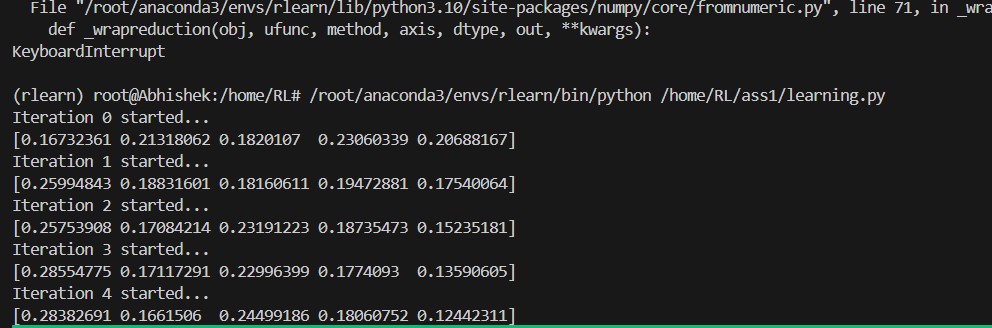 File "/root/anaconda3/envs/rlearn/lib/python3.10/site-packages/numpy/core/fromnumeric.py", line 71, in _wra
def _wrapreduction(obj, ufunc, method, axis, dtype, out, **kwargs):
KeyboardInterrupt
(rlearn) root@Abhishek:/home/RL# /root/anaconda3/envs/rlearn/bin/python /home/RL/ass1/learning.py
Iteration 0 started...
[0.16732361 0.21318062 0.1820107  0.23060339 0.20688167]
Iteration 1 started...
[0.25994843 0.18831601 0.18160611 0.19472881 0.17540064]
Iteration 2 started...
[0.25753908 0.17084214 0.23191223 0.18735473 0.15235181]
Iteration 3 started...
[0.28554775 0.17117291 0.22996399 0.1774093  0.13590605]
Iteration 4 started...
[0.28382691 0.1661506  0.24499186 0.18060752 0.12442311]